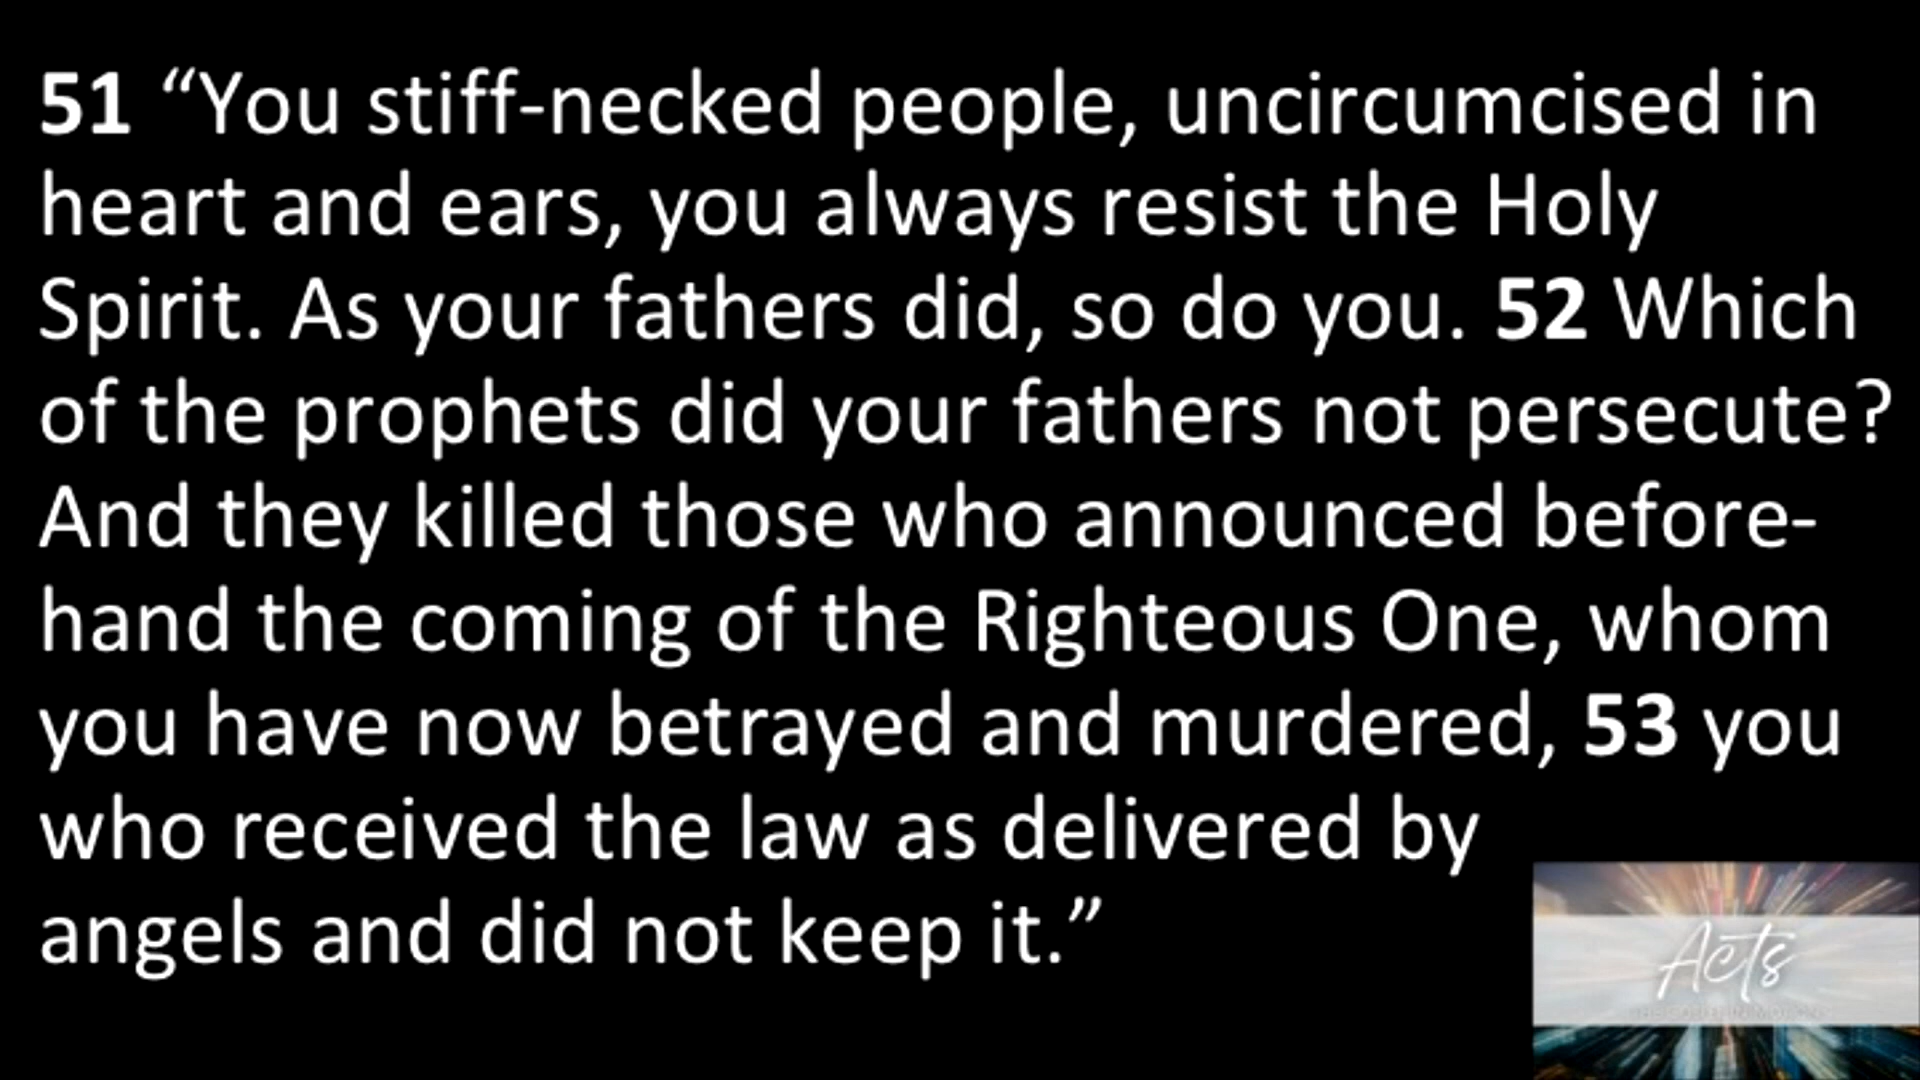 51 “You stiff-necked people, uncircumcised in
heart and ears, you always resist the Holy
Spirit. As your fathers did, so do you. 52 Which
of the prophets did your fathers not persecute?
And they killed those who announced before-
hand the coming of the Righteous One, whom
you have now betrayed and murdered, 53 you
who received the law as delivered by
angels and did not keep it.”
Acts